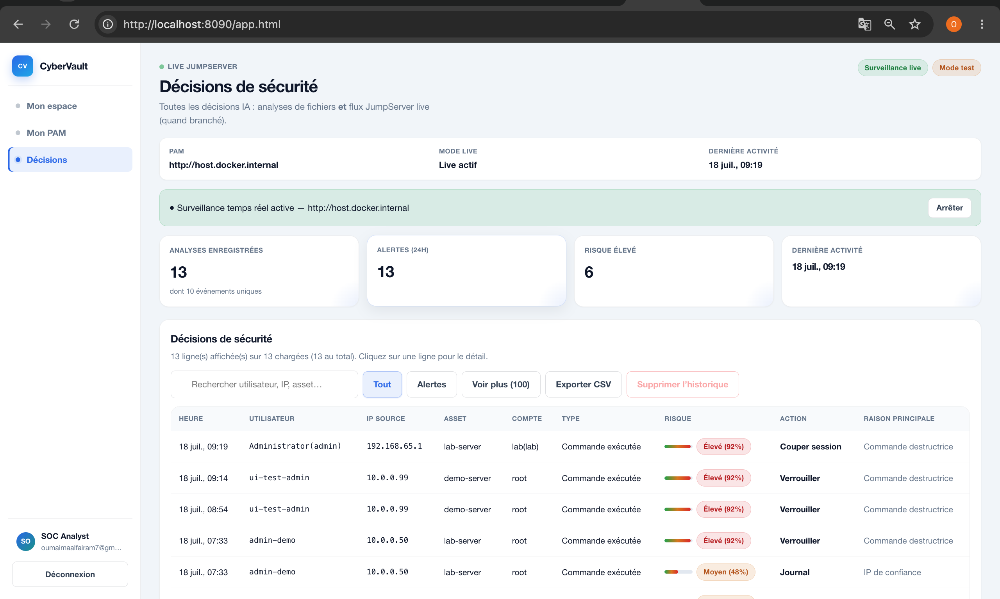 http://localhost:8090/app.html
O
CV
CyberVault
Mon espace
Mon PAM
Décisions
SO
SOC Analyst
oumaimaalfairam7@gm...
Déconnexion
LIVE JUMPSERVER
Surveillance live
Mode test
Décisions de sécurité
Toutes les décisions IA : analyses de fichiers et flux JumpServer live
(quand branché).
PAM
http://host.docker.internal
MODE LIVE
Live actif
DERNIÈRE ACTIVITÉ
18 juil., 09:19
• Surveillance temps réel active — http://host.docker.internal
Arrêter
ANALYSES ENREGISTRÉES
13
dont 10 événements uniques
ALERTES (24H)
13
RISQUE ÉLEVÉ
6
DERNIÈRE ACTIVITÉ
18 juil., 09:19
Décisions de sécurité
13 ligne(s) affichée(s) sur 13 chargées (13 au total). Cliquez sur une ligne pour le détail.
Rechercher utilisateur, IP, asset...
Tout
Alertes
Voir plus (100)
Exporter CSV
Supprimer l’historique
HEURE UTILISATEUR IP SOURCE ASSET COMPTE TYPE RISQUE ACTION RAISON PRINCIPALE
18 juil., 09:19 Administrator(admin) 192.168.65.1 lab-server lab(lab) Commande exécutée Élevé (92%) Couper session Commande destructrice
18 juil., 09:14 ui-test-admin 10.0.0.99 demo-server root Commande exécutée Élevé (92%) Verrouiller Commande destructrice
18 juil., 08:54 ui-test-admin 10.0.0.99 demo-server root Commande exécutée Élevé (92%) Verrouiller Commande destructrice
18 juil., 07:33 admin-demo 10.0.0.50 lab-server root Commande exécutée Élevé (92%) Verrouiller Commande destructrice
18 juil., 07:33 admin-demo 10.0.0.50 lab-server root Commande exécutée Moyen (48%) Journal IP de confiance